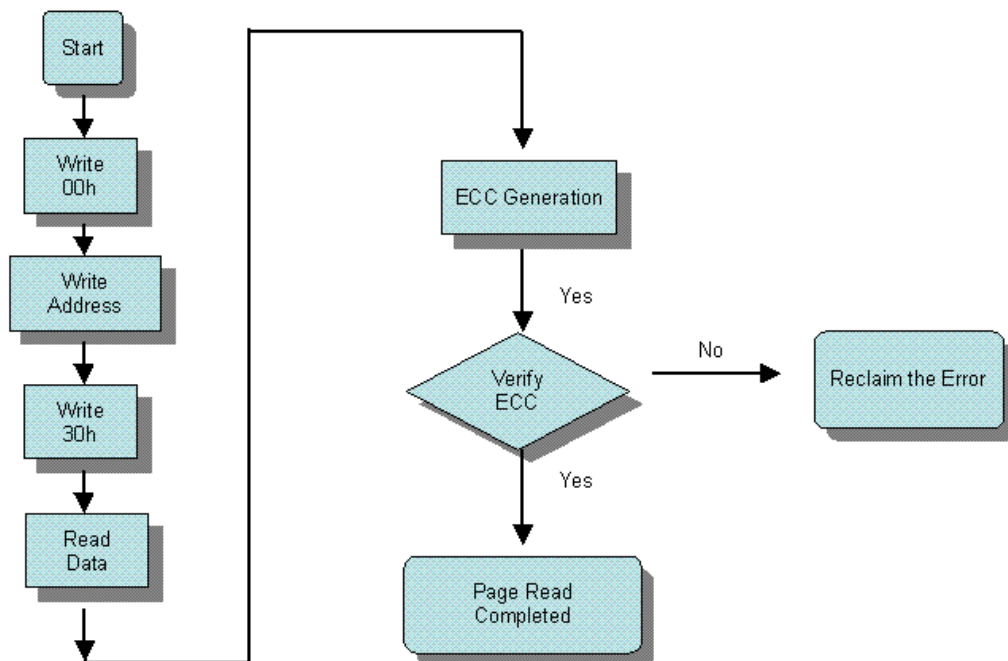 Start
Write
00h
Write
Address
Write
30h
Read
Data
ECC Generation
Yes
Verify
ECC
No
Reclaim the Error
Yes
Page Read
Completed